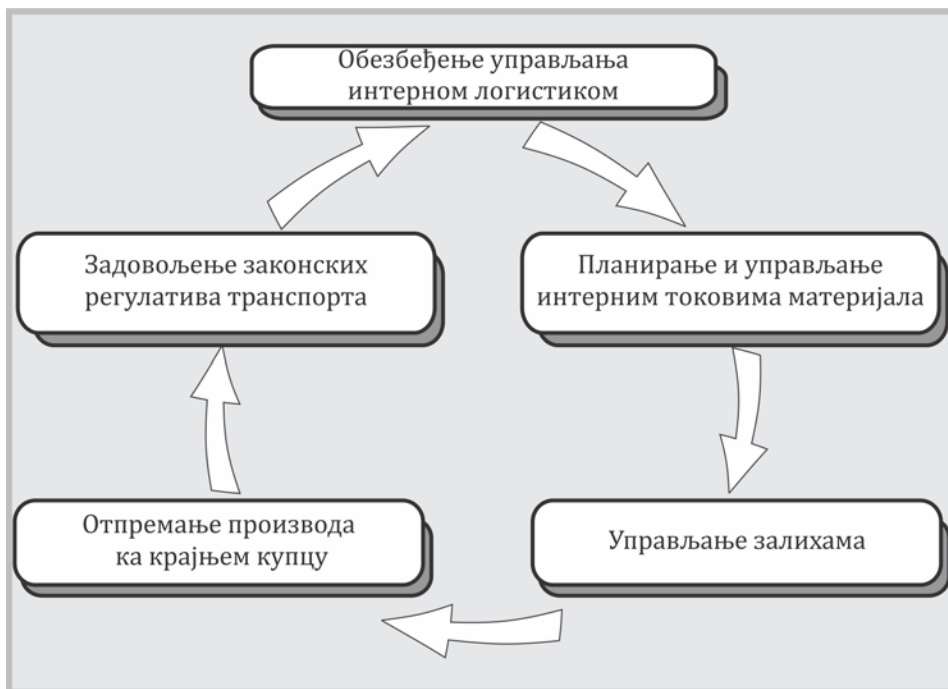 Обезбеђење управљања
интерном логистиком
Задовољење законских
регулатива транспорта
Планирање и управљање
интерним токовима материјала
Отпремање производа
ка крајњем купцу
Управљање залихама